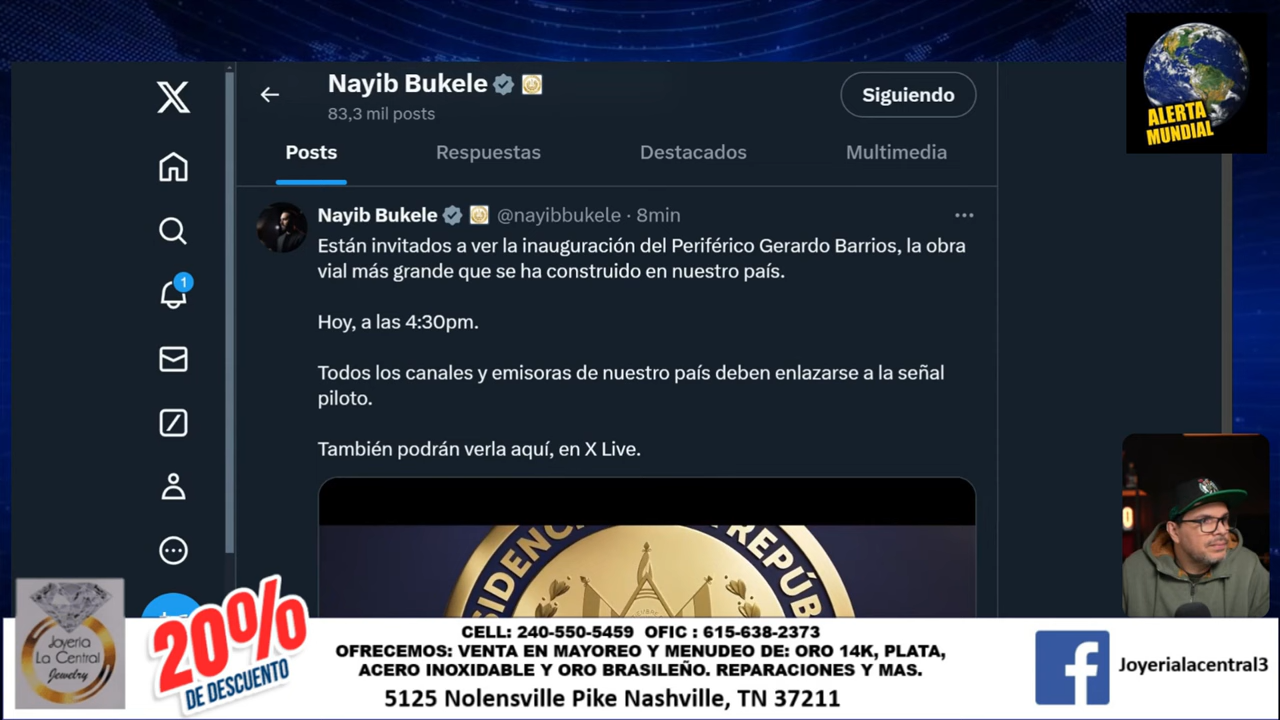 Nayib Bukele
83,3 mil posts
Siguiendo
Posts
Respuestas
Destacados
Multimedia
Nayib Bukele @nayibbukele · 8min
Están invitados a ver la inauguración del Periférico Gerardo Barrios, la obra
vial más grande que se ha construido en nuestro país.
Hoy, a las 4:30pm.
Todos los canales y emisoras de nuestro país deben enlazarse a la señal
piloto.
También podrán verla aquí, en X Live.
1
ALERTA
MUNDIAL
Joyeria
La Central
Jewelry
20%
DE DESCUENTO
CELL: 240-550-5459 OFIC : 615-638-2373
OFRECEMOS: VENTA EN MAYOREO Y MENUDEO DE: ORO 14K, PLATA,
ACERO INOXIDABLE Y ORO BRASILEÑO. REPARACIONES Y MAS.
5125 Nolensville Pike Nashville, TN 37211
Joyerialacentral3